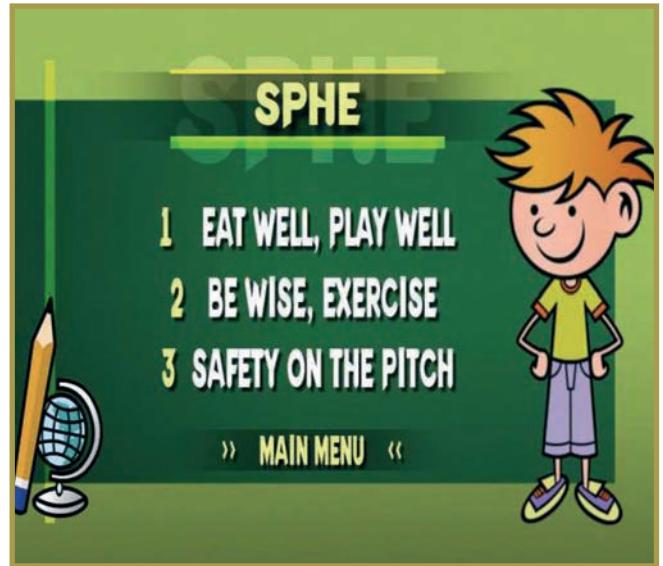 SPHE
1 EAT WELL, PLAY WELL
2 BE WISE, EXERCISE
3 SAFETY ON THE PITCH
›› MAIN MENU ‹‹